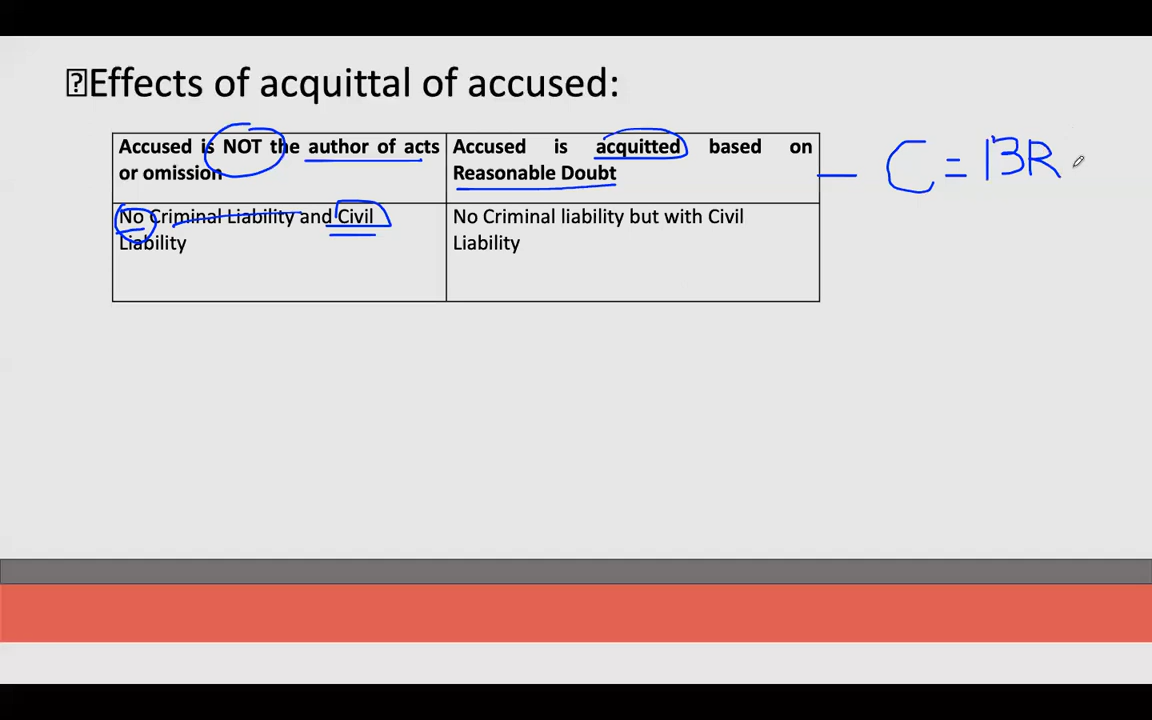 Effects of acquittal of accused:
Accused is NOT the author of acts
or omission
Accused is acquitted based on
Reasonable Doubt
C = BR
No Criminal Liability and Civil
Liability
No Criminal liability but with Civil
Liability